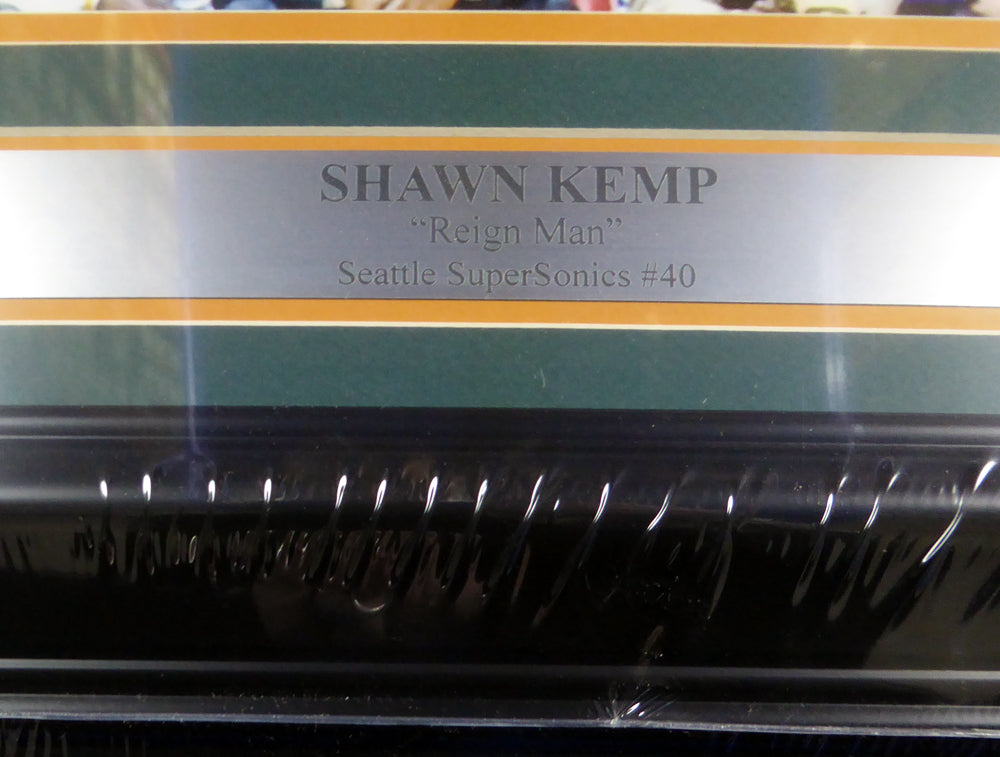 SHAWN KEMP
“Reign Man”
Seattle SuperSonics #40